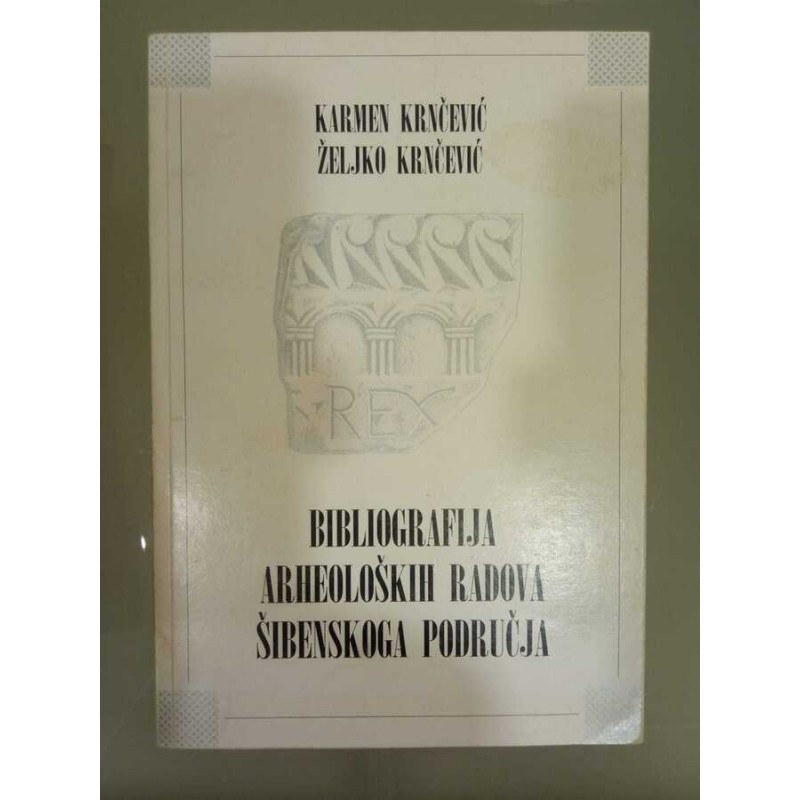 KARMEN KRNČEVIĆ
ŽELJKO KRNČEVIĆ
REX
BIBLIOGRAFIJA
ARHEOLOŠKIH RADOVA
ŠIBENSKOGA PODRUČJA